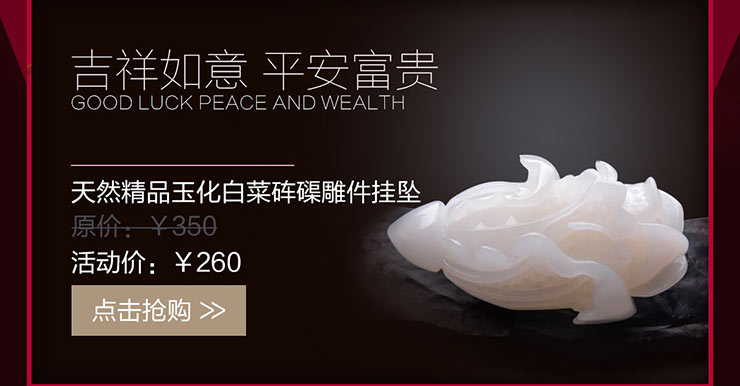 吉祥如意 平安富贵
GOOD LUCK PEACE AND WEALTH
天然精品玉化白菜砗磲雕件挂坠
原价：￥350
活动价：￥260
点击抢购 >>